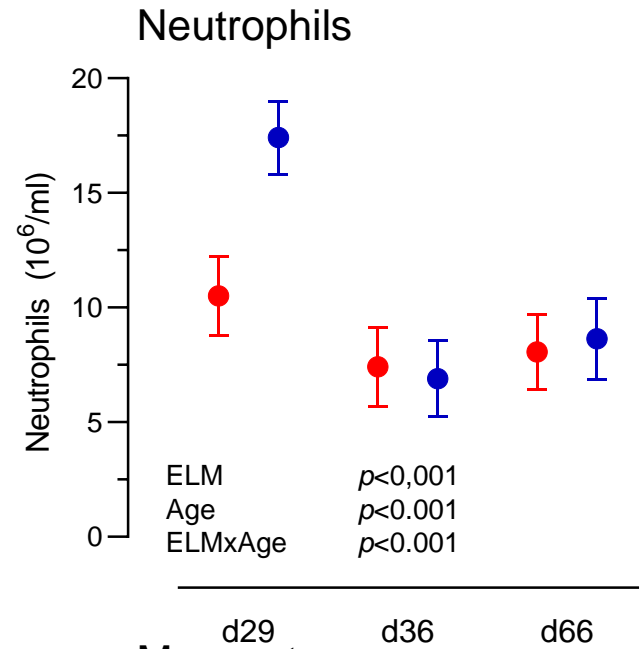 Neutrophils
20
15
10
5
0
Neutrophils (10⁶/ml)
ELM p<0,001
Age p<0.001
ELMxAge p<0.001
d29 d36 d66